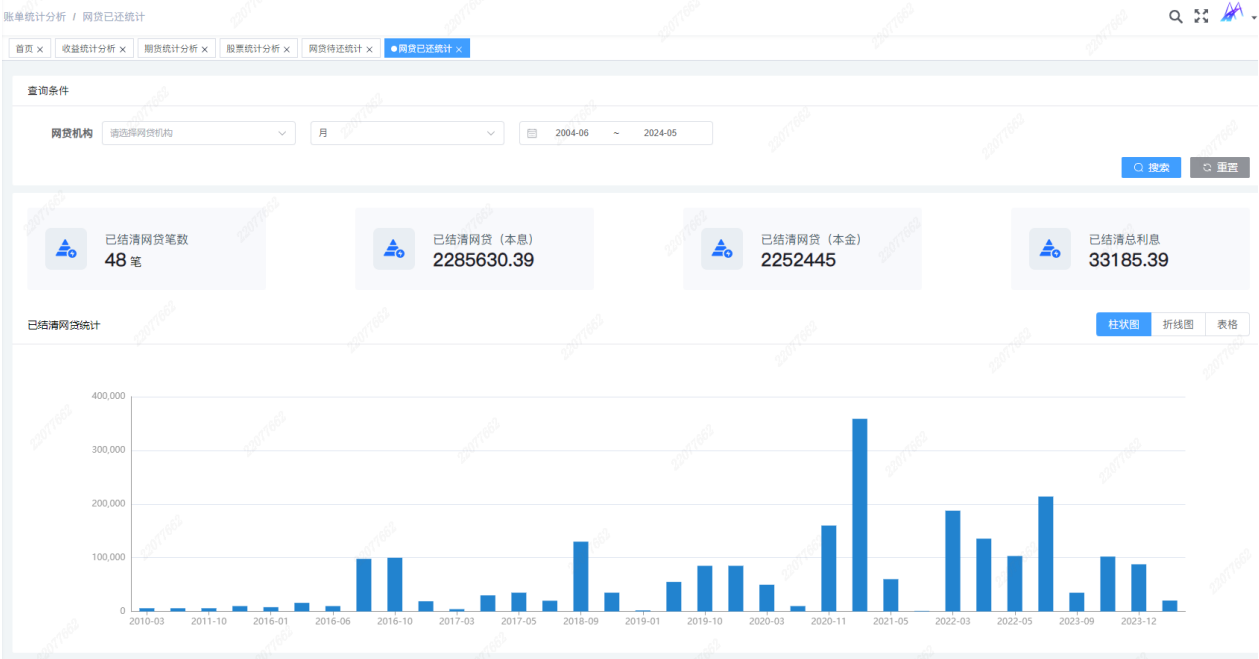 账单统计分析 / 网贷已还统计
首页 × 收益统计分析 × 期货统计分析 × 股票统计分析 × 网贷待还统计 × 网贷已还统计 ×
查询条件
网贷机构 请选择网贷机构 月 2004-06 ~ 2024-05
搜索 重置
已结清网贷笔数
48 笔
已结清网贷（本息）
2285630.39
已结清网贷（本金）
2252445
已结清总利息
33185.39
已结清网贷统计 柱状图 折线图 表格
400,000
300,000
200,000
100,000
0
2010-03 2011-10 2016-01 2016-06 2016-10 2017-03 2017-05 2018-09 2019-01 2019-10 2020-03 2020-11 2021-05 2022-03 2022-05 2023-09 2023-12
22077662